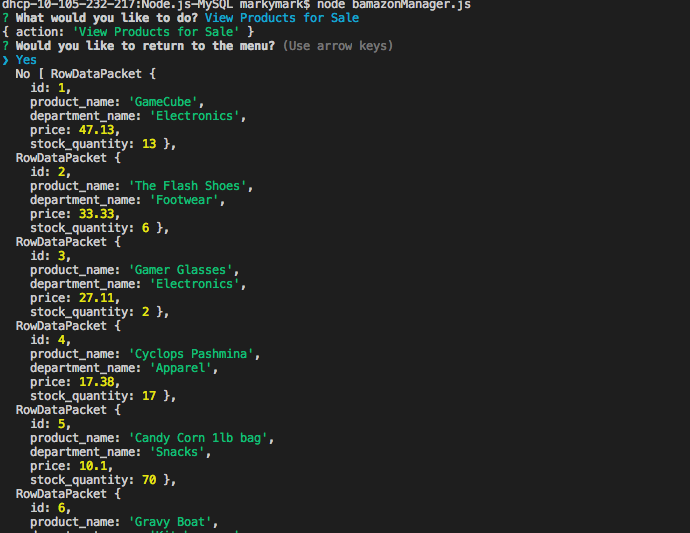 dhcp-10-105-232-217:Node.js-MySQL markymark$ node bamazonManager.js
? What would you like to do? View Products for Sale
{ action: 'View Products for Sale' }
? Would you like to return to the menu? (Use arrow keys)
❯ Yes
  No [ RowDataPacket {
    id: 1,
    product_name: 'GameCube',
    department_name: 'Electronics',
    price: 47.13,
    stock_quantity: 13 },
  RowDataPacket {
    id: 2,
    product_name: 'The Flash Shoes',
    department_name: 'Footwear',
    price: 33.33,
    stock_quantity: 6 },
  RowDataPacket {
    id: 3,
    product_name: 'Gamer Glasses',
    department_name: 'Electronics',
    price: 27.11,
    stock_quantity: 2 },
  RowDataPacket {
    id: 4,
    product_name: 'Cyclops Pashmina',
    department_name: 'Apparel',
    price: 17.38,
    stock_quantity: 17 },
  RowDataPacket {
    id: 5,
    product_name: 'Candy Corn 1lb bag',
    department_name: 'Snacks',
    price: 10.1,
    stock_quantity: 70 },
  RowDataPacket {
    id: 6,
    product_name: 'Gravy Boat',